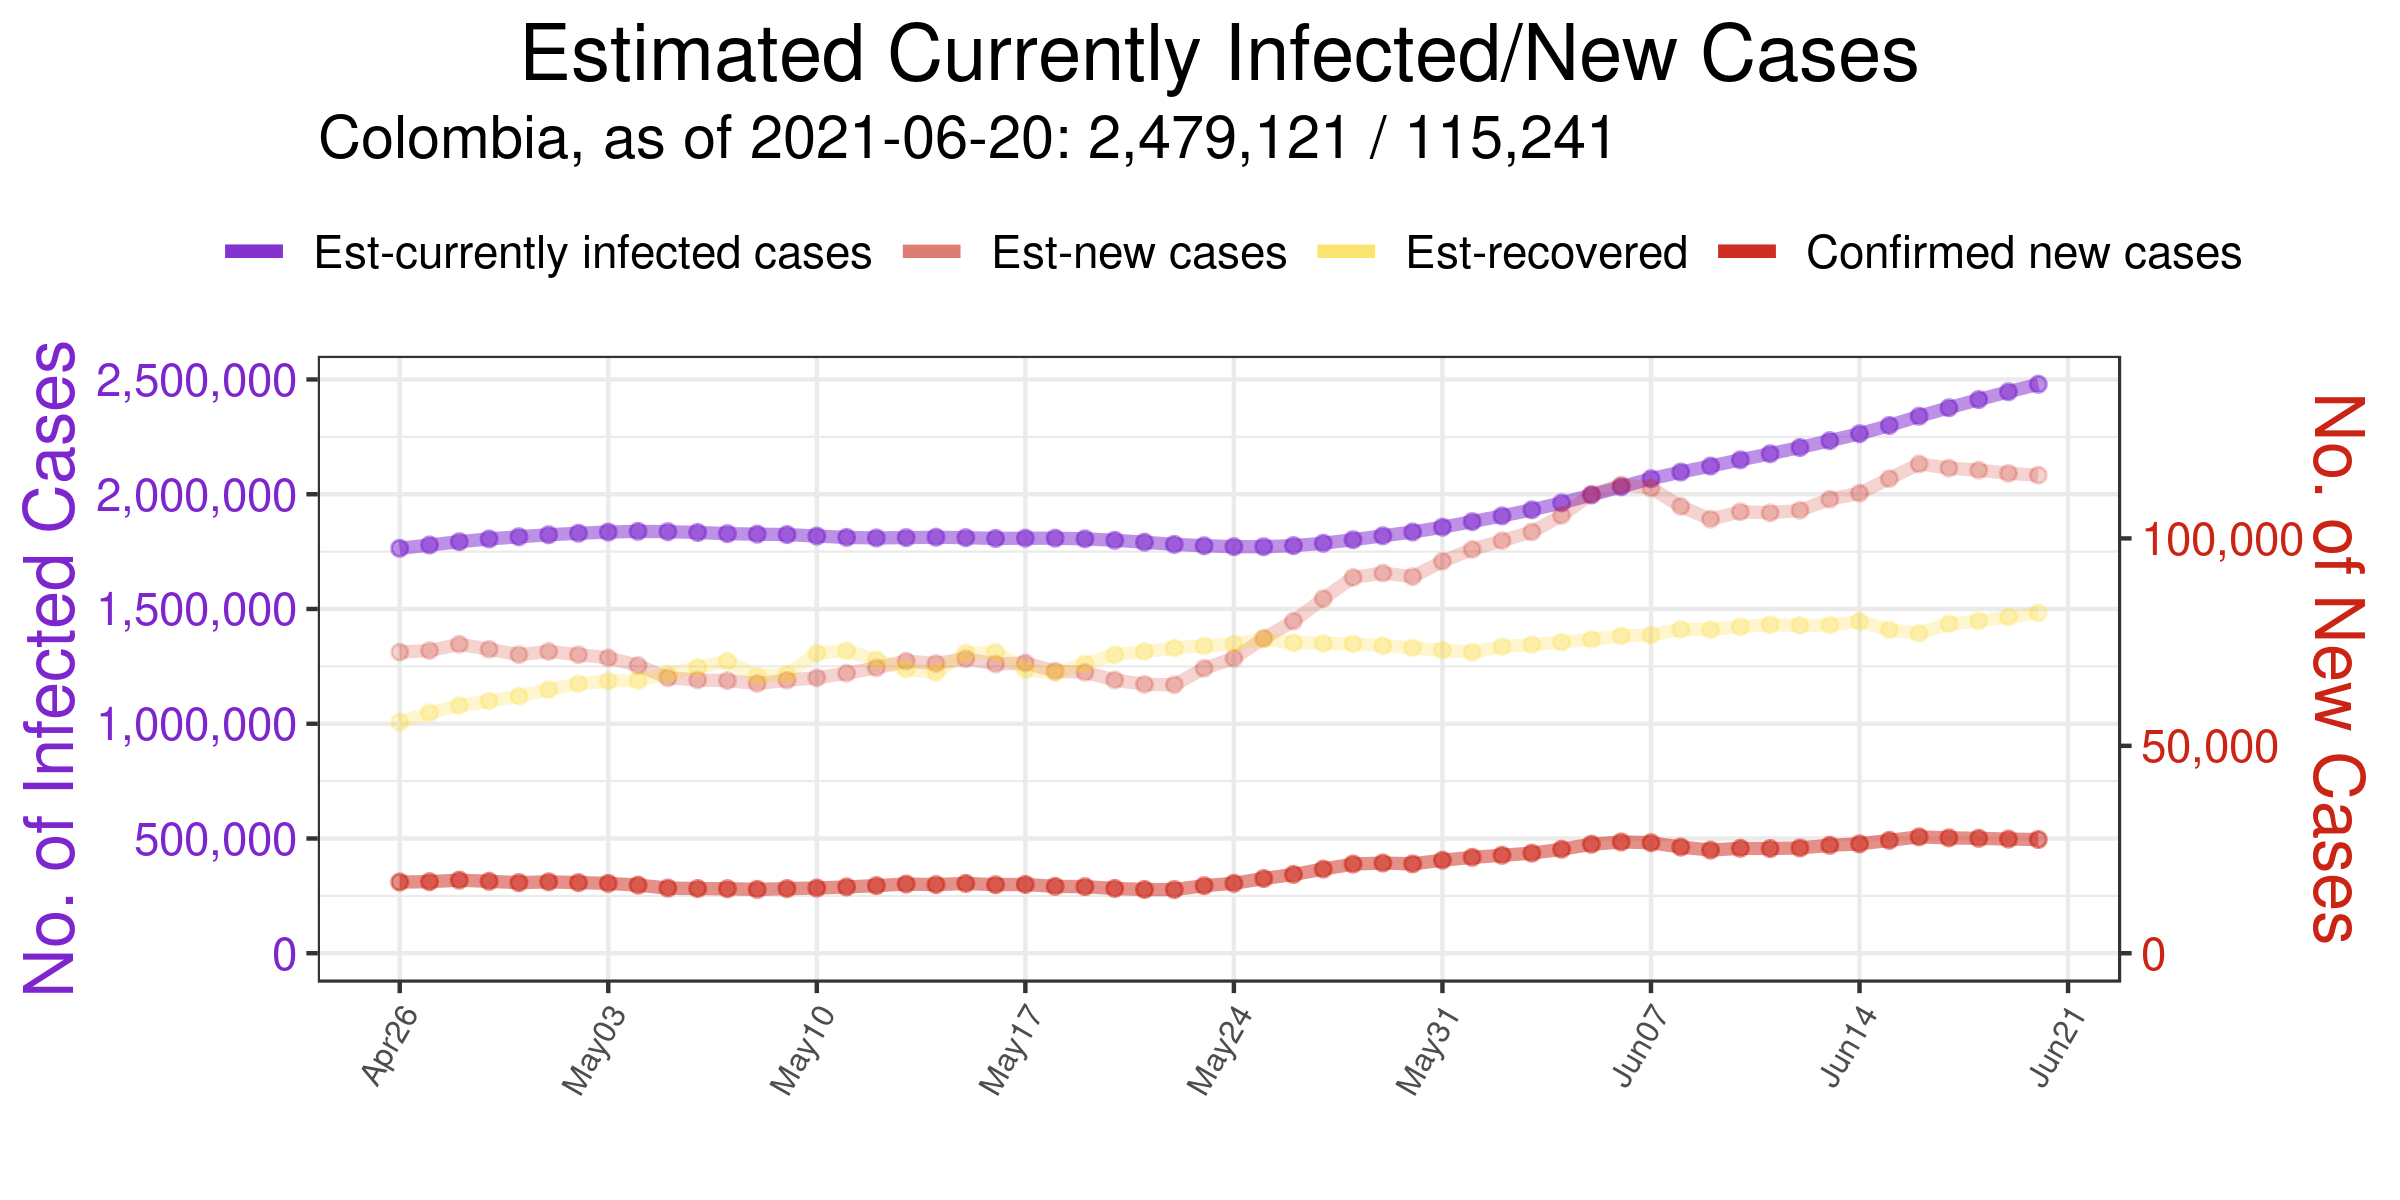 Estimated Currently Infected/New Cases
Colombia, as of 2021-06-20: 2,479,121 / 115,241
Est-currently infected cases Est-new cases Est-recovered Confirmed new cases
No. of Infected Cases
2,500,000
2,000,000
1,500,000
1,000,000
500,000
0
No. of New Cases
100,000
50,000
0
Apr26 May03 May10 May17 May24 May31 Jun07 Jun14 Jun21